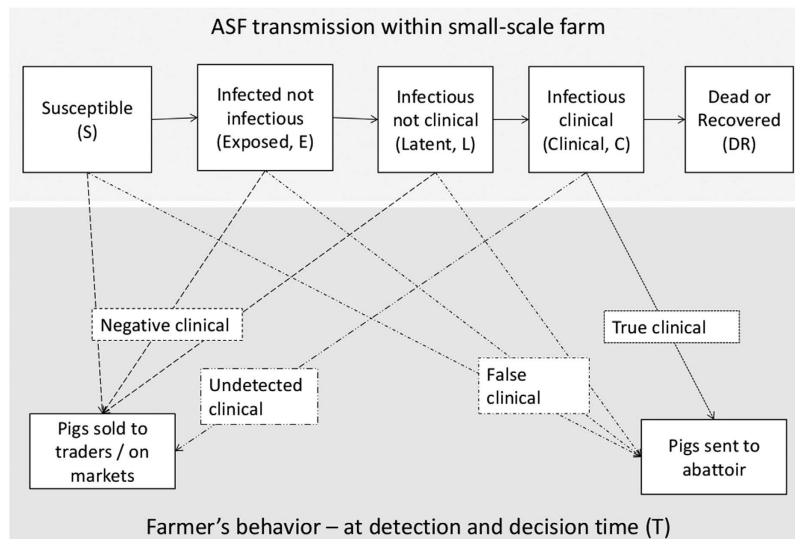 ASF transmission within small-scale farm
Susceptible
(S)
Infected not
infectious
(Exposed, E)
Infectious
not clinical
(Latent, L)
Infectious
clinical
(Clinical, C)
Dead or
Recovered
(DR)
Negative clinical
True clinical
Undetected
clinical
False
clinical
Pigs sold to
traders / on
markets
Pigs sent to
abattoir
Farmer's behavior – at detection and decision time (T)